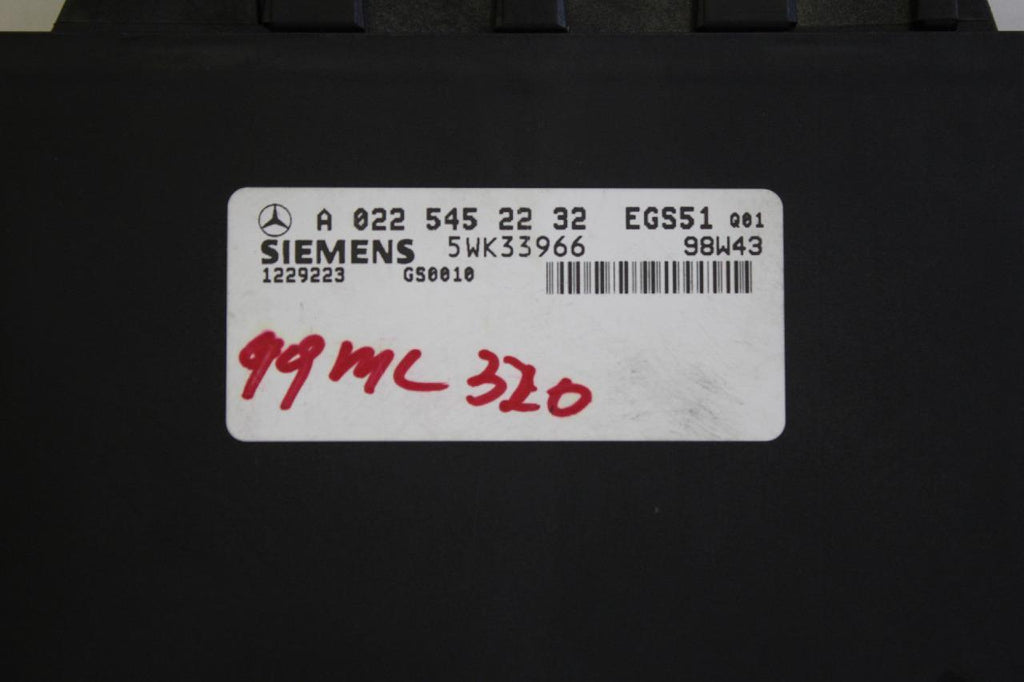 A 022 545 22 32 EGS51 Q01
SIEMENS 5WK33966 98W43
1229223 GS0010
99 ML 320